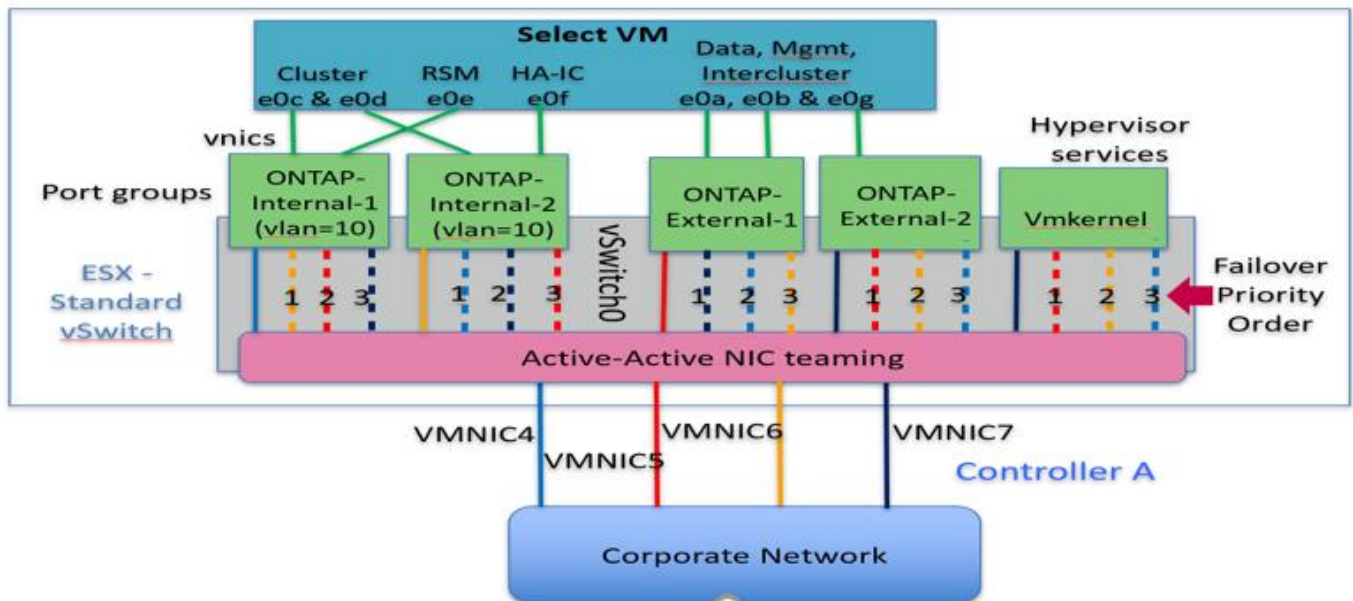 Select VM
Cluster
e0c & e0d
RSM
e0e
HA-IC
e0f
Data, Mgmt,
Intercluster
e0a, e0b & e0g
vnics
Hypervisor
services
Port groups
ONTAP-
Internal-1
(vlan=10)
ONTAP-
Internal-2
(vlan=10)
ONTAP-
External-1
ONTAP-
External-2
Vmkernel
vSwitch0
ESX -
Standard
vSwitch
1 2 3
1 2 3
1 2 3
1 2 3
1 2 3
Failover
Priority
Order
Active-Active NIC teaming
VMNIC4
VMNIC5
VMNIC6
VMNIC7
Controller A
Corporate Network